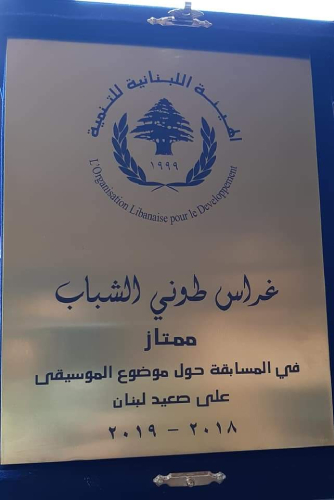 الهيئة اللبنانية للتنمية
١٩٩٩
L'Organisation Libanaise pour le Developpement
غراس طوني الشباب
ممتاز
في المسابقة حول موضوع الموسيقى
على صعيد لبنان
٢٠١٨ - ٢٠١٩